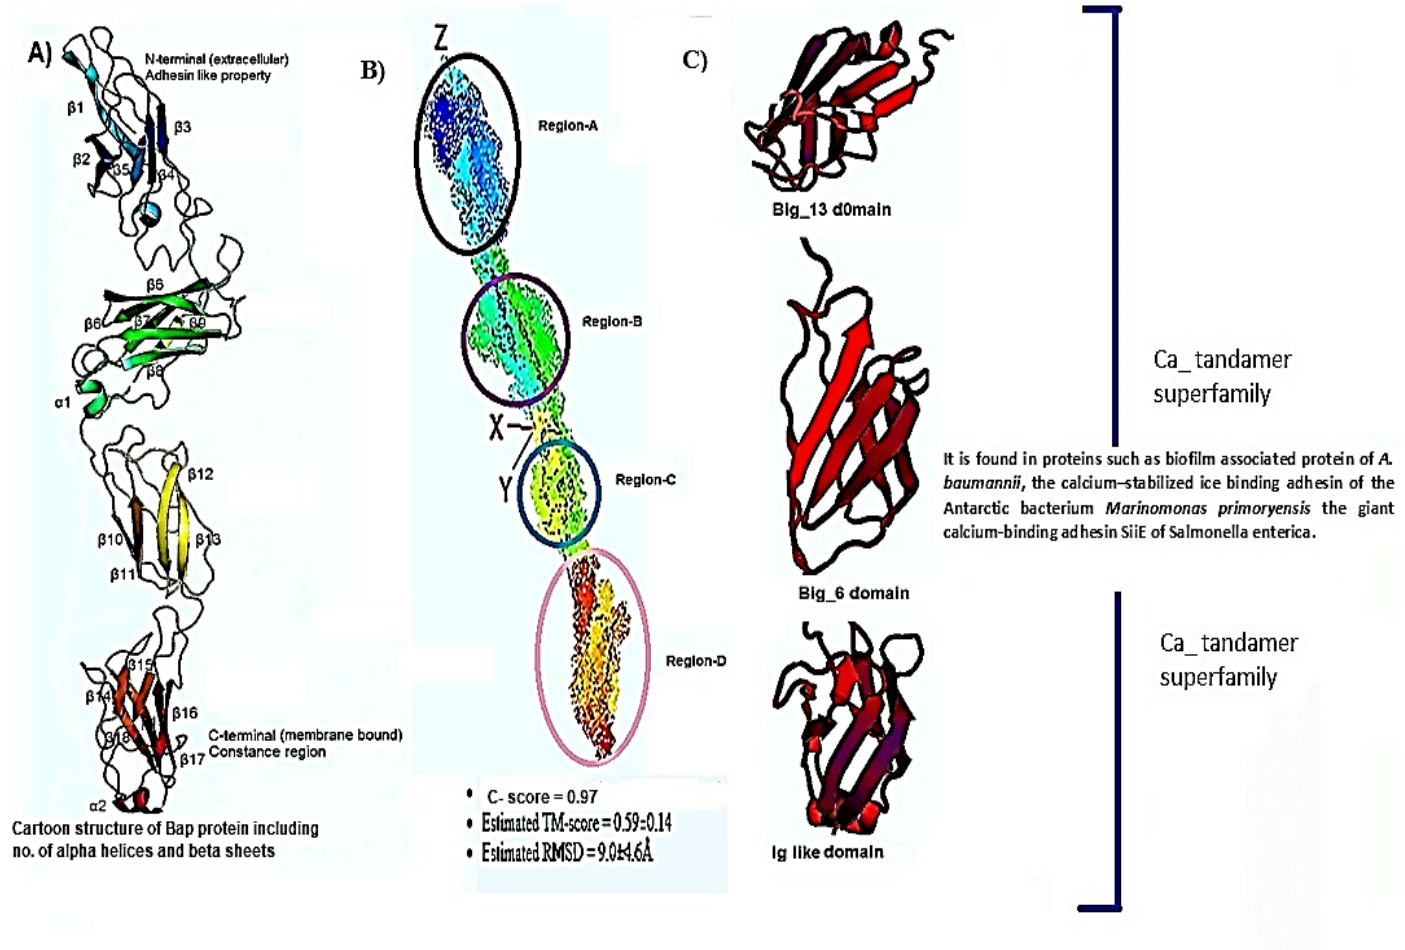 A)
N-terminal (extracellular)
Adhesin like property
β1
β3
β2
β5
β4
β6
β6
β7
β9
β8
α1
β12
β10
β13
β11
β15
β14
β16
β18
β17
C-terminal (membrane bound)
Constance region
α2
Cartoon structure of Bap protein including
no. of alpha helices and beta sheets
B)
Z
Region-A
Region-B
X
Y
Region-C
Region-D
• C- score = 0.97
• Estimated TM-score = 0.59±0.14
• Estimated RMSD = 9.0±4.6Å
C)
Big_13 d0main
Big_6 domain
Ig like domain
Ca_ tandamer
superfamily
It is found in proteins such as biofilm associated protein of A.
baumannii, the calcium–stabilized ice binding adhesin of the
Antarctic bacterium Marinomonas primoryensis the giant
calcium-binding adhesin SiiE of Salmonella enterica.
Ca_ tandamer
superfamily